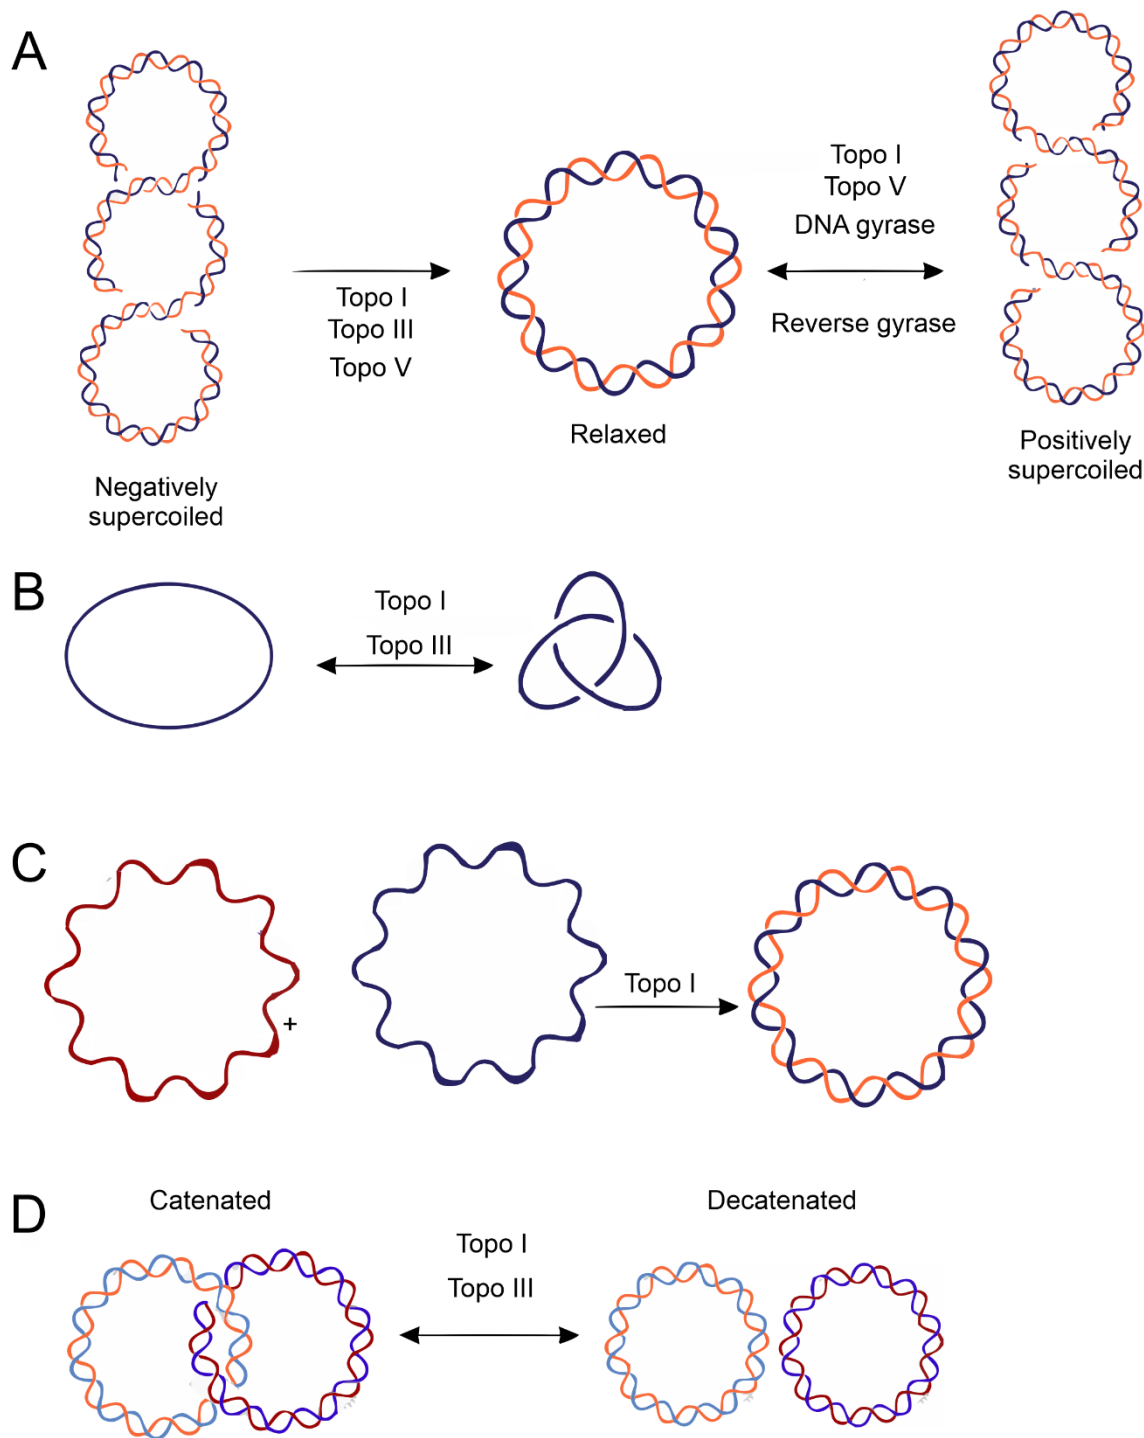 A
Negatively
supercoiled
Topo I
Topo III
Topo V
Relaxed
Topo I
Topo V
DNA gyrase
Reverse gyrase
Positively
supercoiled
B
Topo I
Topo III
C
+
Topo I
D
Catenated
Topo I
Topo III
Decatenated